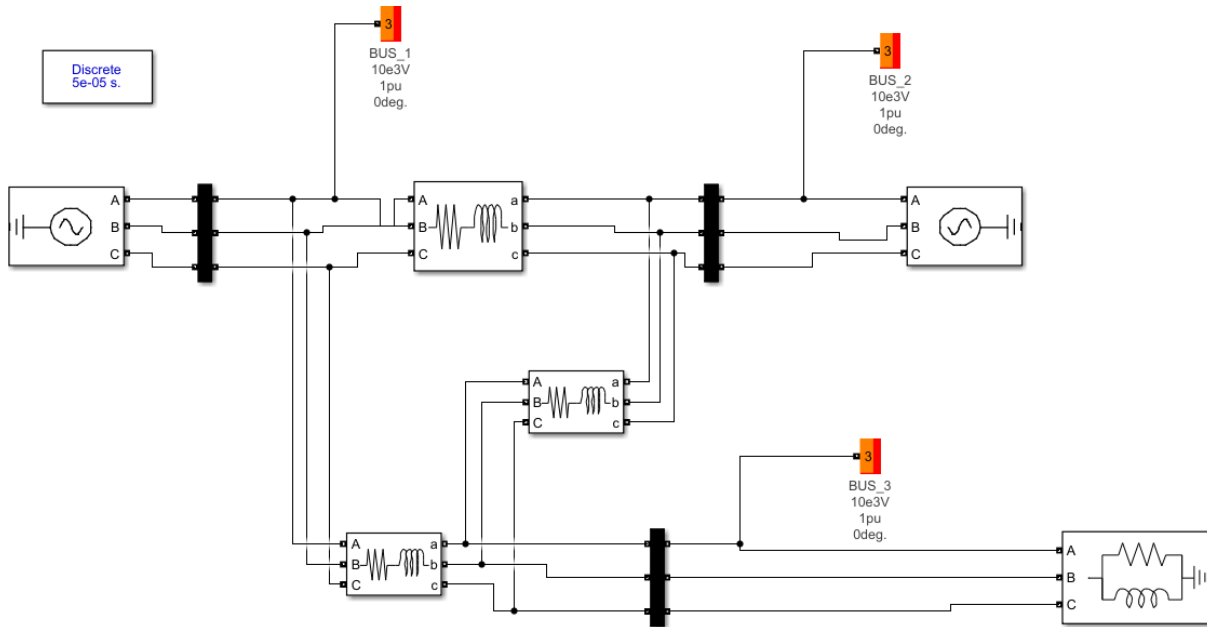 3
BUS_1
10e3V
1pu
0deg.
3
BUS_2
10e3V
1pu
0deg.
Discrete
5e-05 s.
A
B
C
A
B
C
a
b
c
A
B
C
A
B
C
a
b
c
3
BUS_3
10e3V
1pu
0deg.
A
B
C
a
b
c
A
B
C